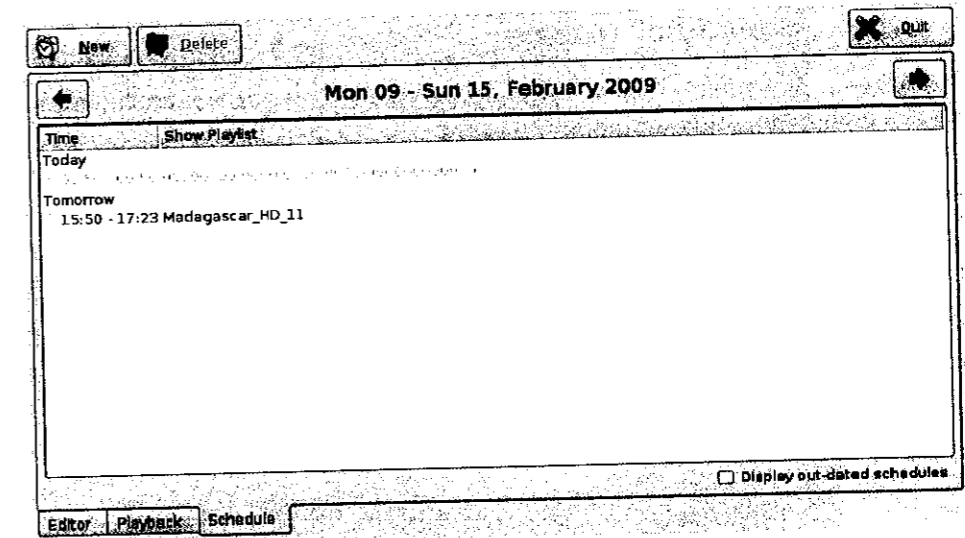 New Delete Quit
Mon 09 - Sun 15, February 2009
Time Show Playlist
Today
Tomorrow
15:50 - 17:23 Madagascar_HD_11
Display out-dated schedules
Editor Playback Schedule